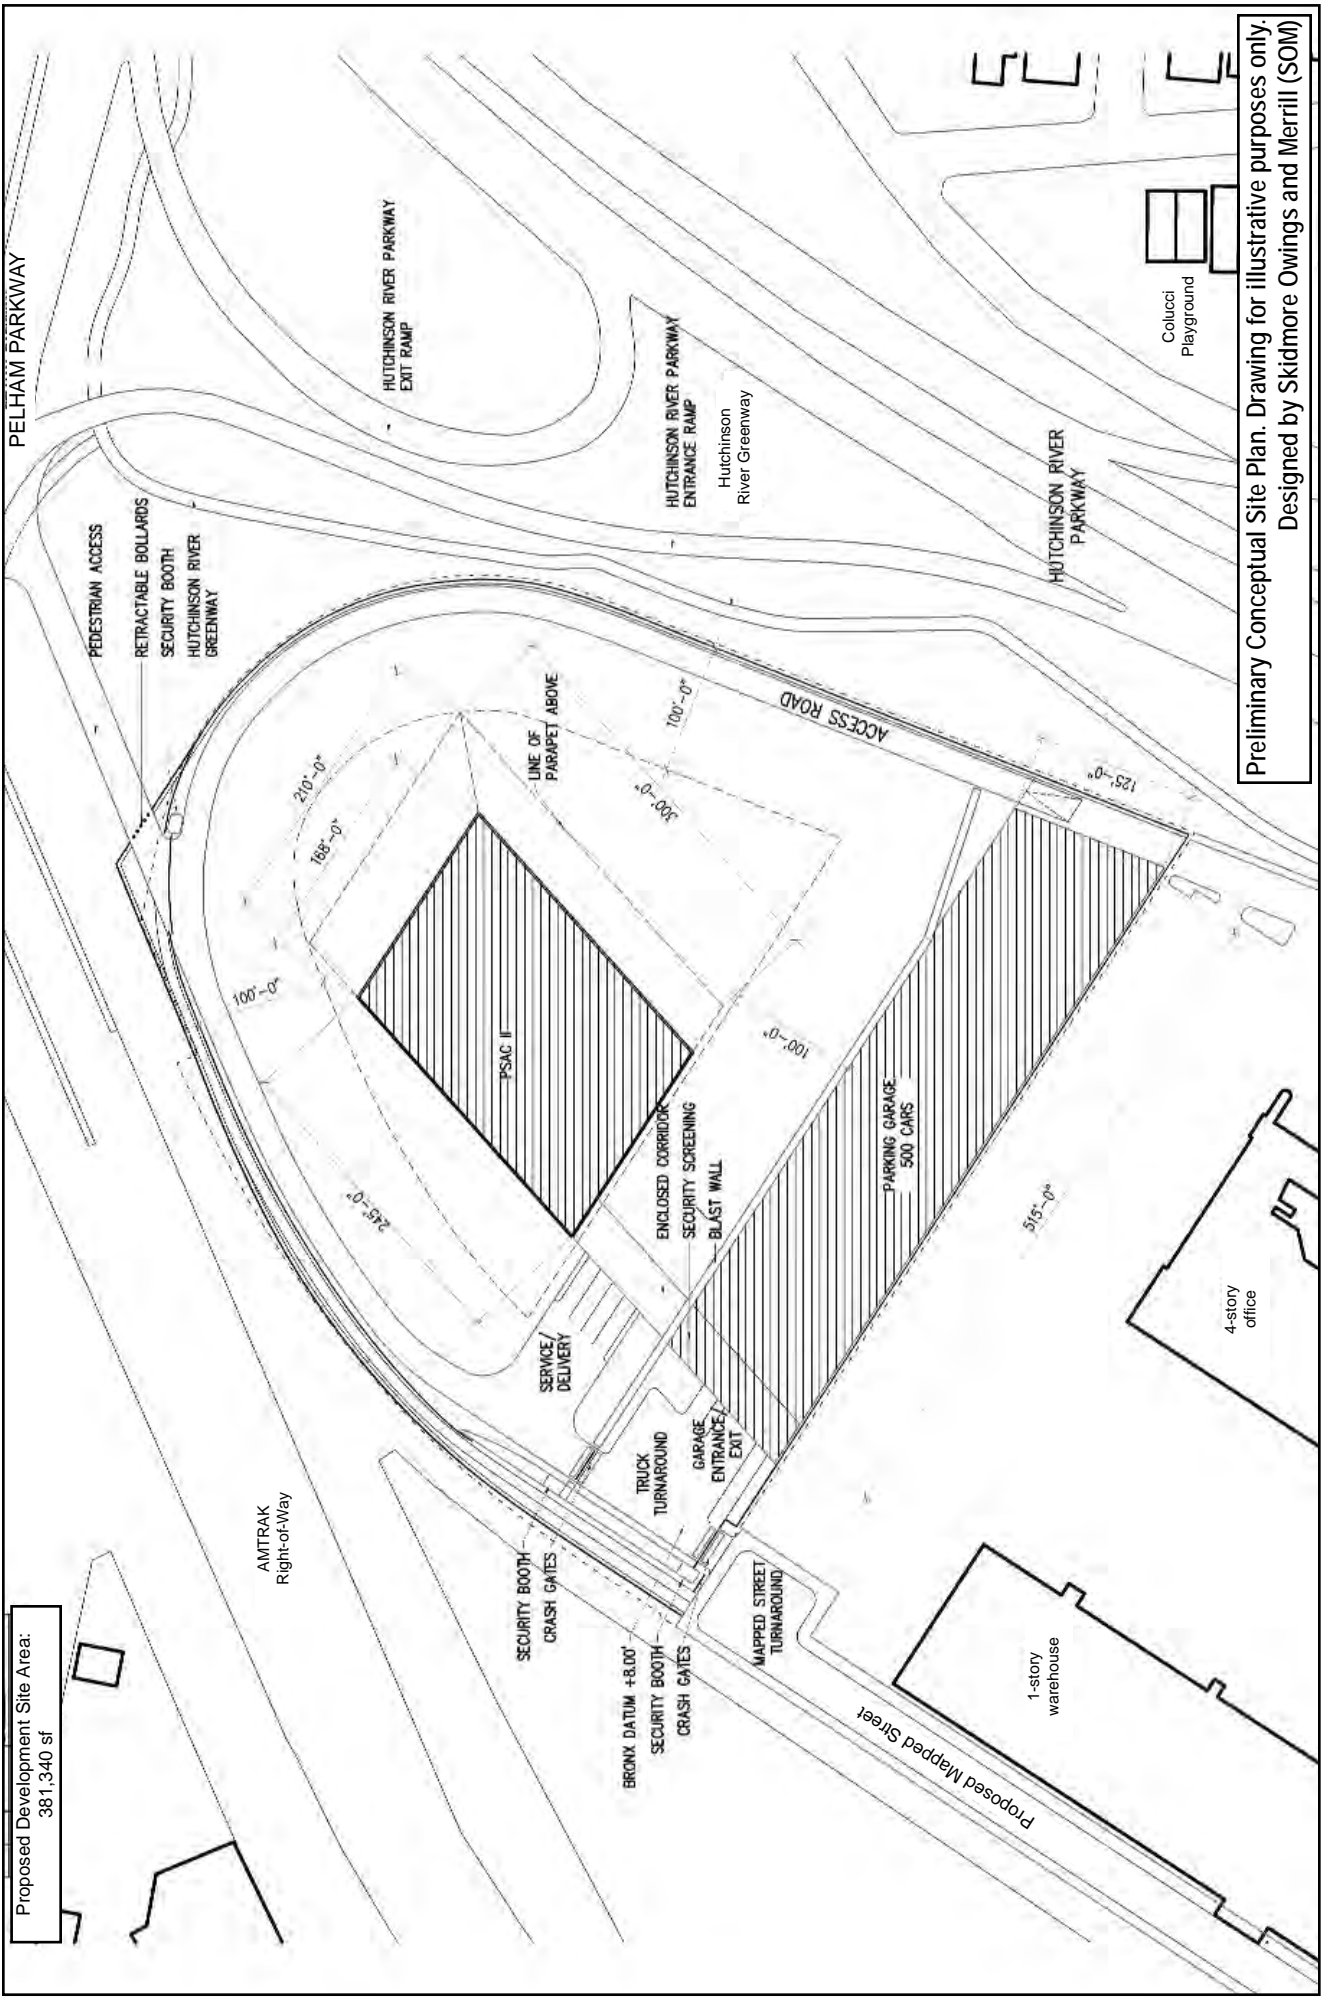 Proposed Development Site Area:
381,340 sf
PELHAM PARKWAY
PEDESTRIAN ACCESS
RETRACTABLE BOLLARDS
SECURITY BOOTH
HUTCHINSON RIVER
GREENWAY
HUTCHINSON RIVER PARKWAY
EXIT RAMP
HUTCHINSON RIVER PARKWAY
ENTRANCE RAMP
Hutchinson
River Greenway
HUTCHINSON RIVER
PARKWAY
Colucci
Playground
AMTRAK
Right-of-Way
210'-0"
168'-0"
100'-0"
245'-0"
LINE OF
PARAPET ABOVE
300'-0"
100'-0"
ACCESS ROAD
125'-0"
PSAC II
100'-0"
ENCLOSED CORRIDOR
SECURITY SCREENING
BLAST WALL
PARKING GARAGE
500 CARS
515'-0"
SERVICE/
DELIVERY
TRUCK
TURNAROUND
GARAGE
ENTRANCE/
EXIT
SECURITY BOOTH
CRASH GATES
BRONX DATUM +8.00'
SECURITY BOOTH
CRASH GATES
MAPPED STREET
TURNAROUND
Proposed Mapped Street
1-story
warehouse
4-story
office
Preliminary Conceptual Site Plan. Drawing for illustrative purposes only.
Designed by Skidmore Owings and Merrill (SOM)